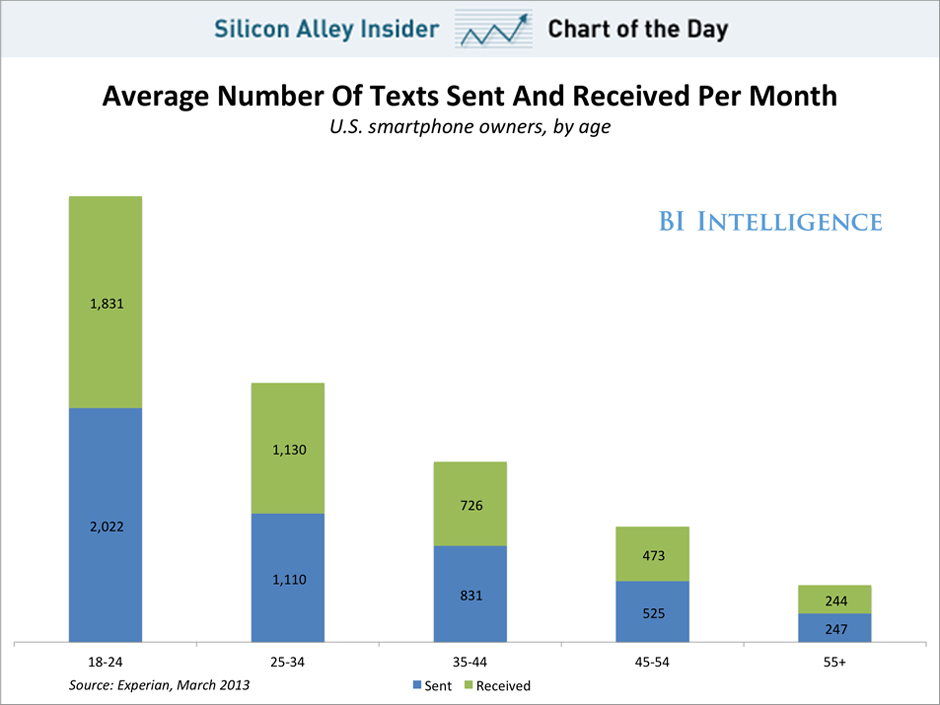 Silicon Alley Insider Chart of the Day
Average Number Of Texts Sent And Received Per Month
U.S. smartphone owners, by age
BI INTELLIGENCE
1,831
1,130
726
473
244
2,022
1,110
831
525
247
18-24 25-34 35-44 45-54 55+
Source: Experian, March 2013
Sent Received